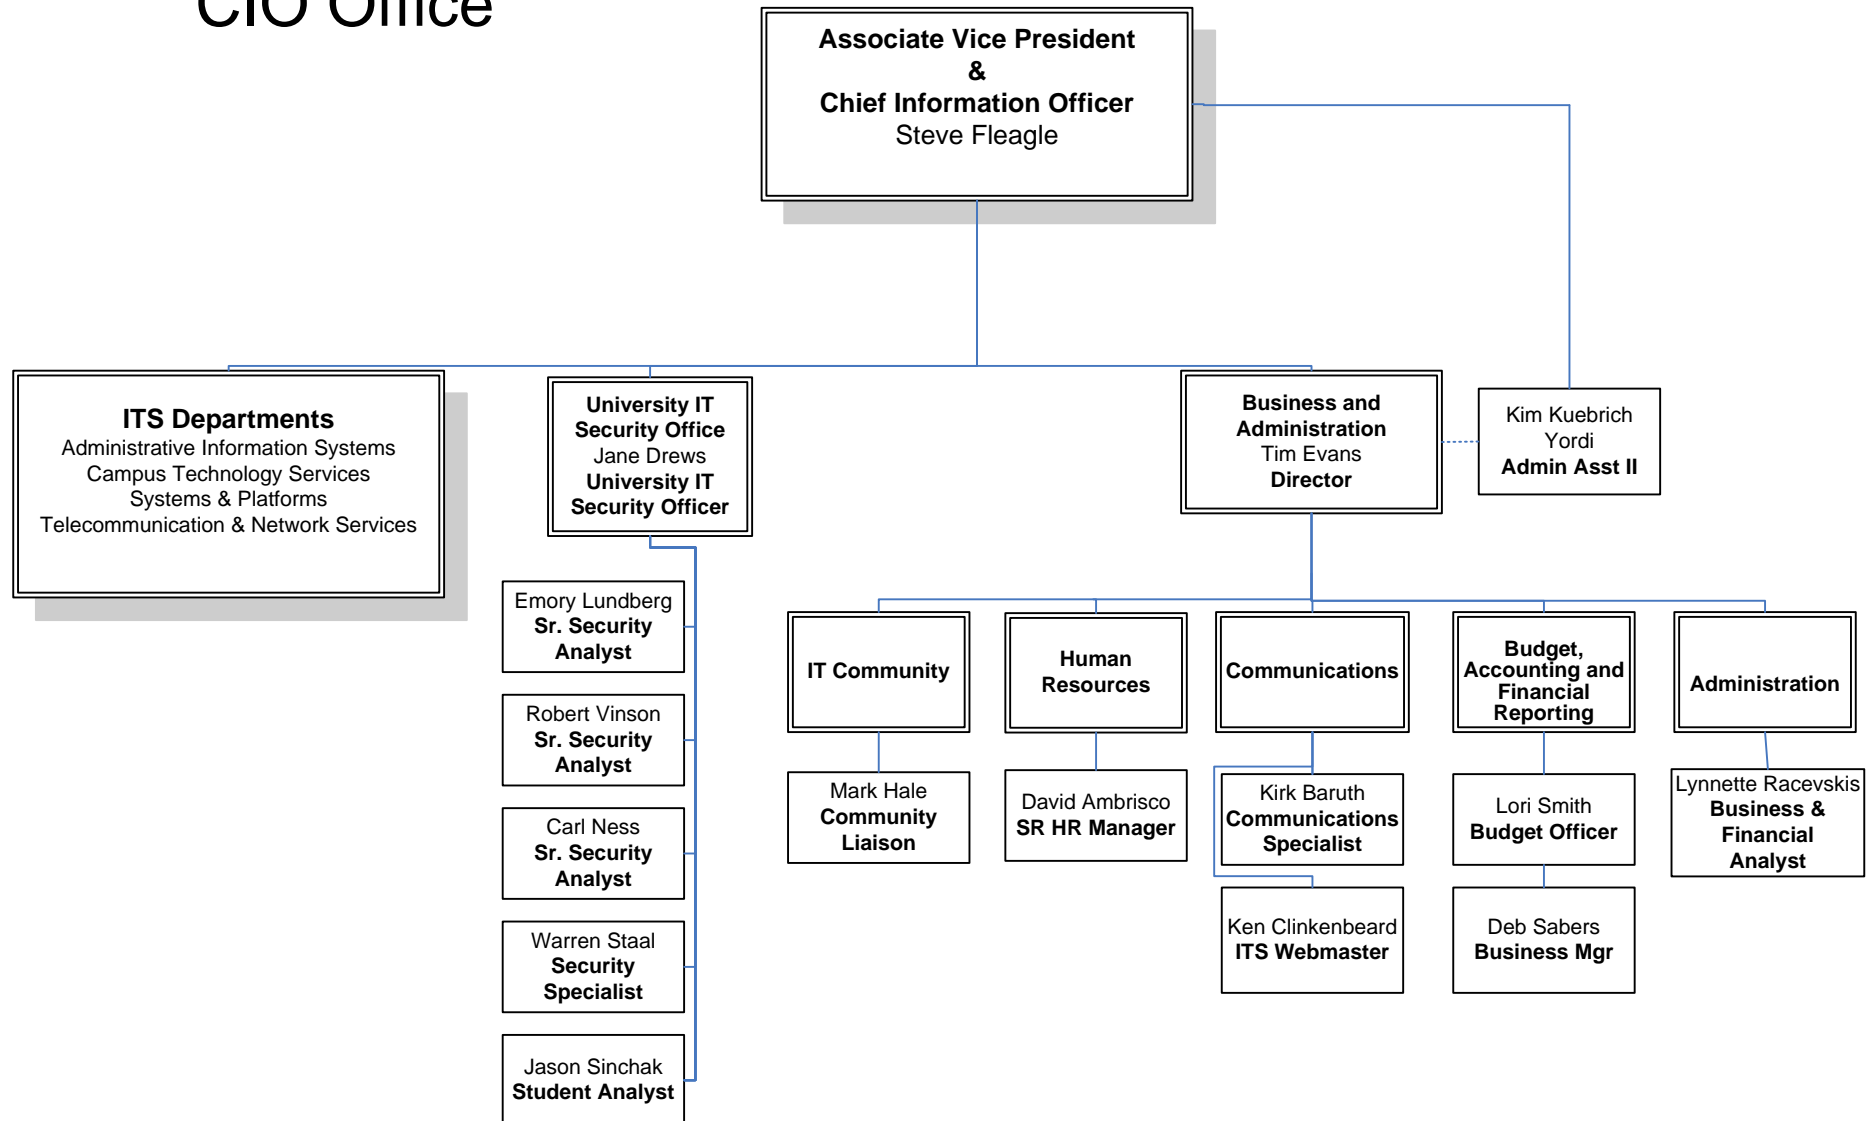 CIO Office
Associate Vice President
&
Chief Information Officer
Steve Fleagle
ITS Departments
Administrative Information Systems
Campus Technology Services
Systems & Platforms
Telecommunication & Network Services
University IT
Security Office
Jane Drews
University IT
Security Officer
Business and
Administration
Tim Evans
Director
Kim Kuebrich
Yordi
Admin Asst II
Emory Lundberg
Sr. Security
Analyst
Robert Vinson
Sr. Security
Analyst
Carl Ness
Sr. Security
Analyst
Warren Staal
Security
Specialist
Jason Sinchak
Student Analyst
IT Community
Human
Resources
Communications
Budget,
Accounting and
Financial
Reporting
Administration
Mark Hale
Community
Liaison
David Ambrisco
SR HR Manager
Kirk Baruth
Communications
Specialist
Lori Smith
Budget Officer
Lynnette Racevskis
Business &
Financial
Analyst
Ken Clinkenbeard
ITS Webmaster
Deb Sabers
Business Mgr